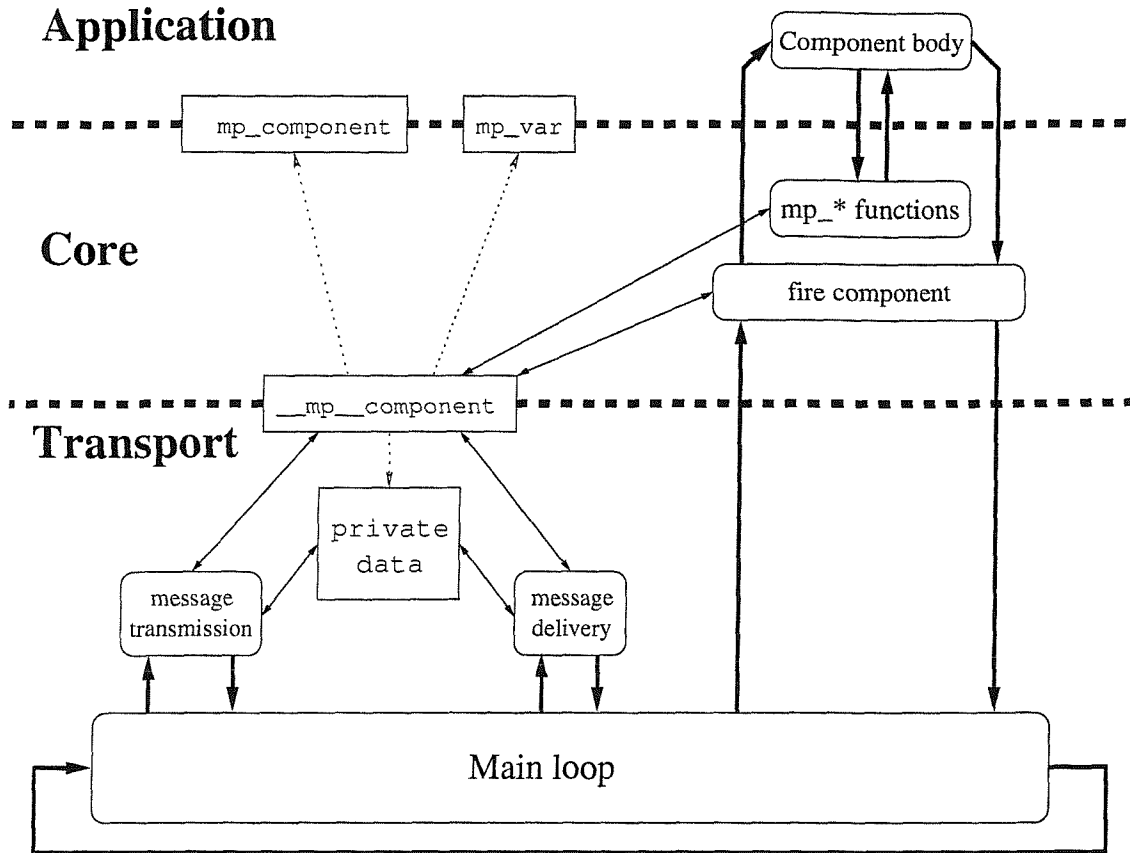 Application
Component body
mp_component
mp_var
mp_* functions
Core
fire component
__mp__component
Transport
private
data
message
transmission
message
delivery
Main loop